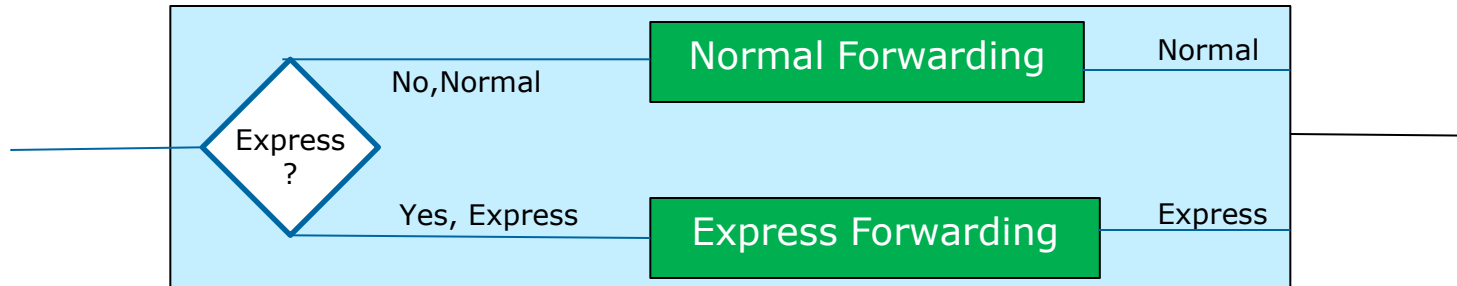 Normal Forwarding
Normal
No,Normal
Express
?
Yes, Express
Express Forwarding
Express